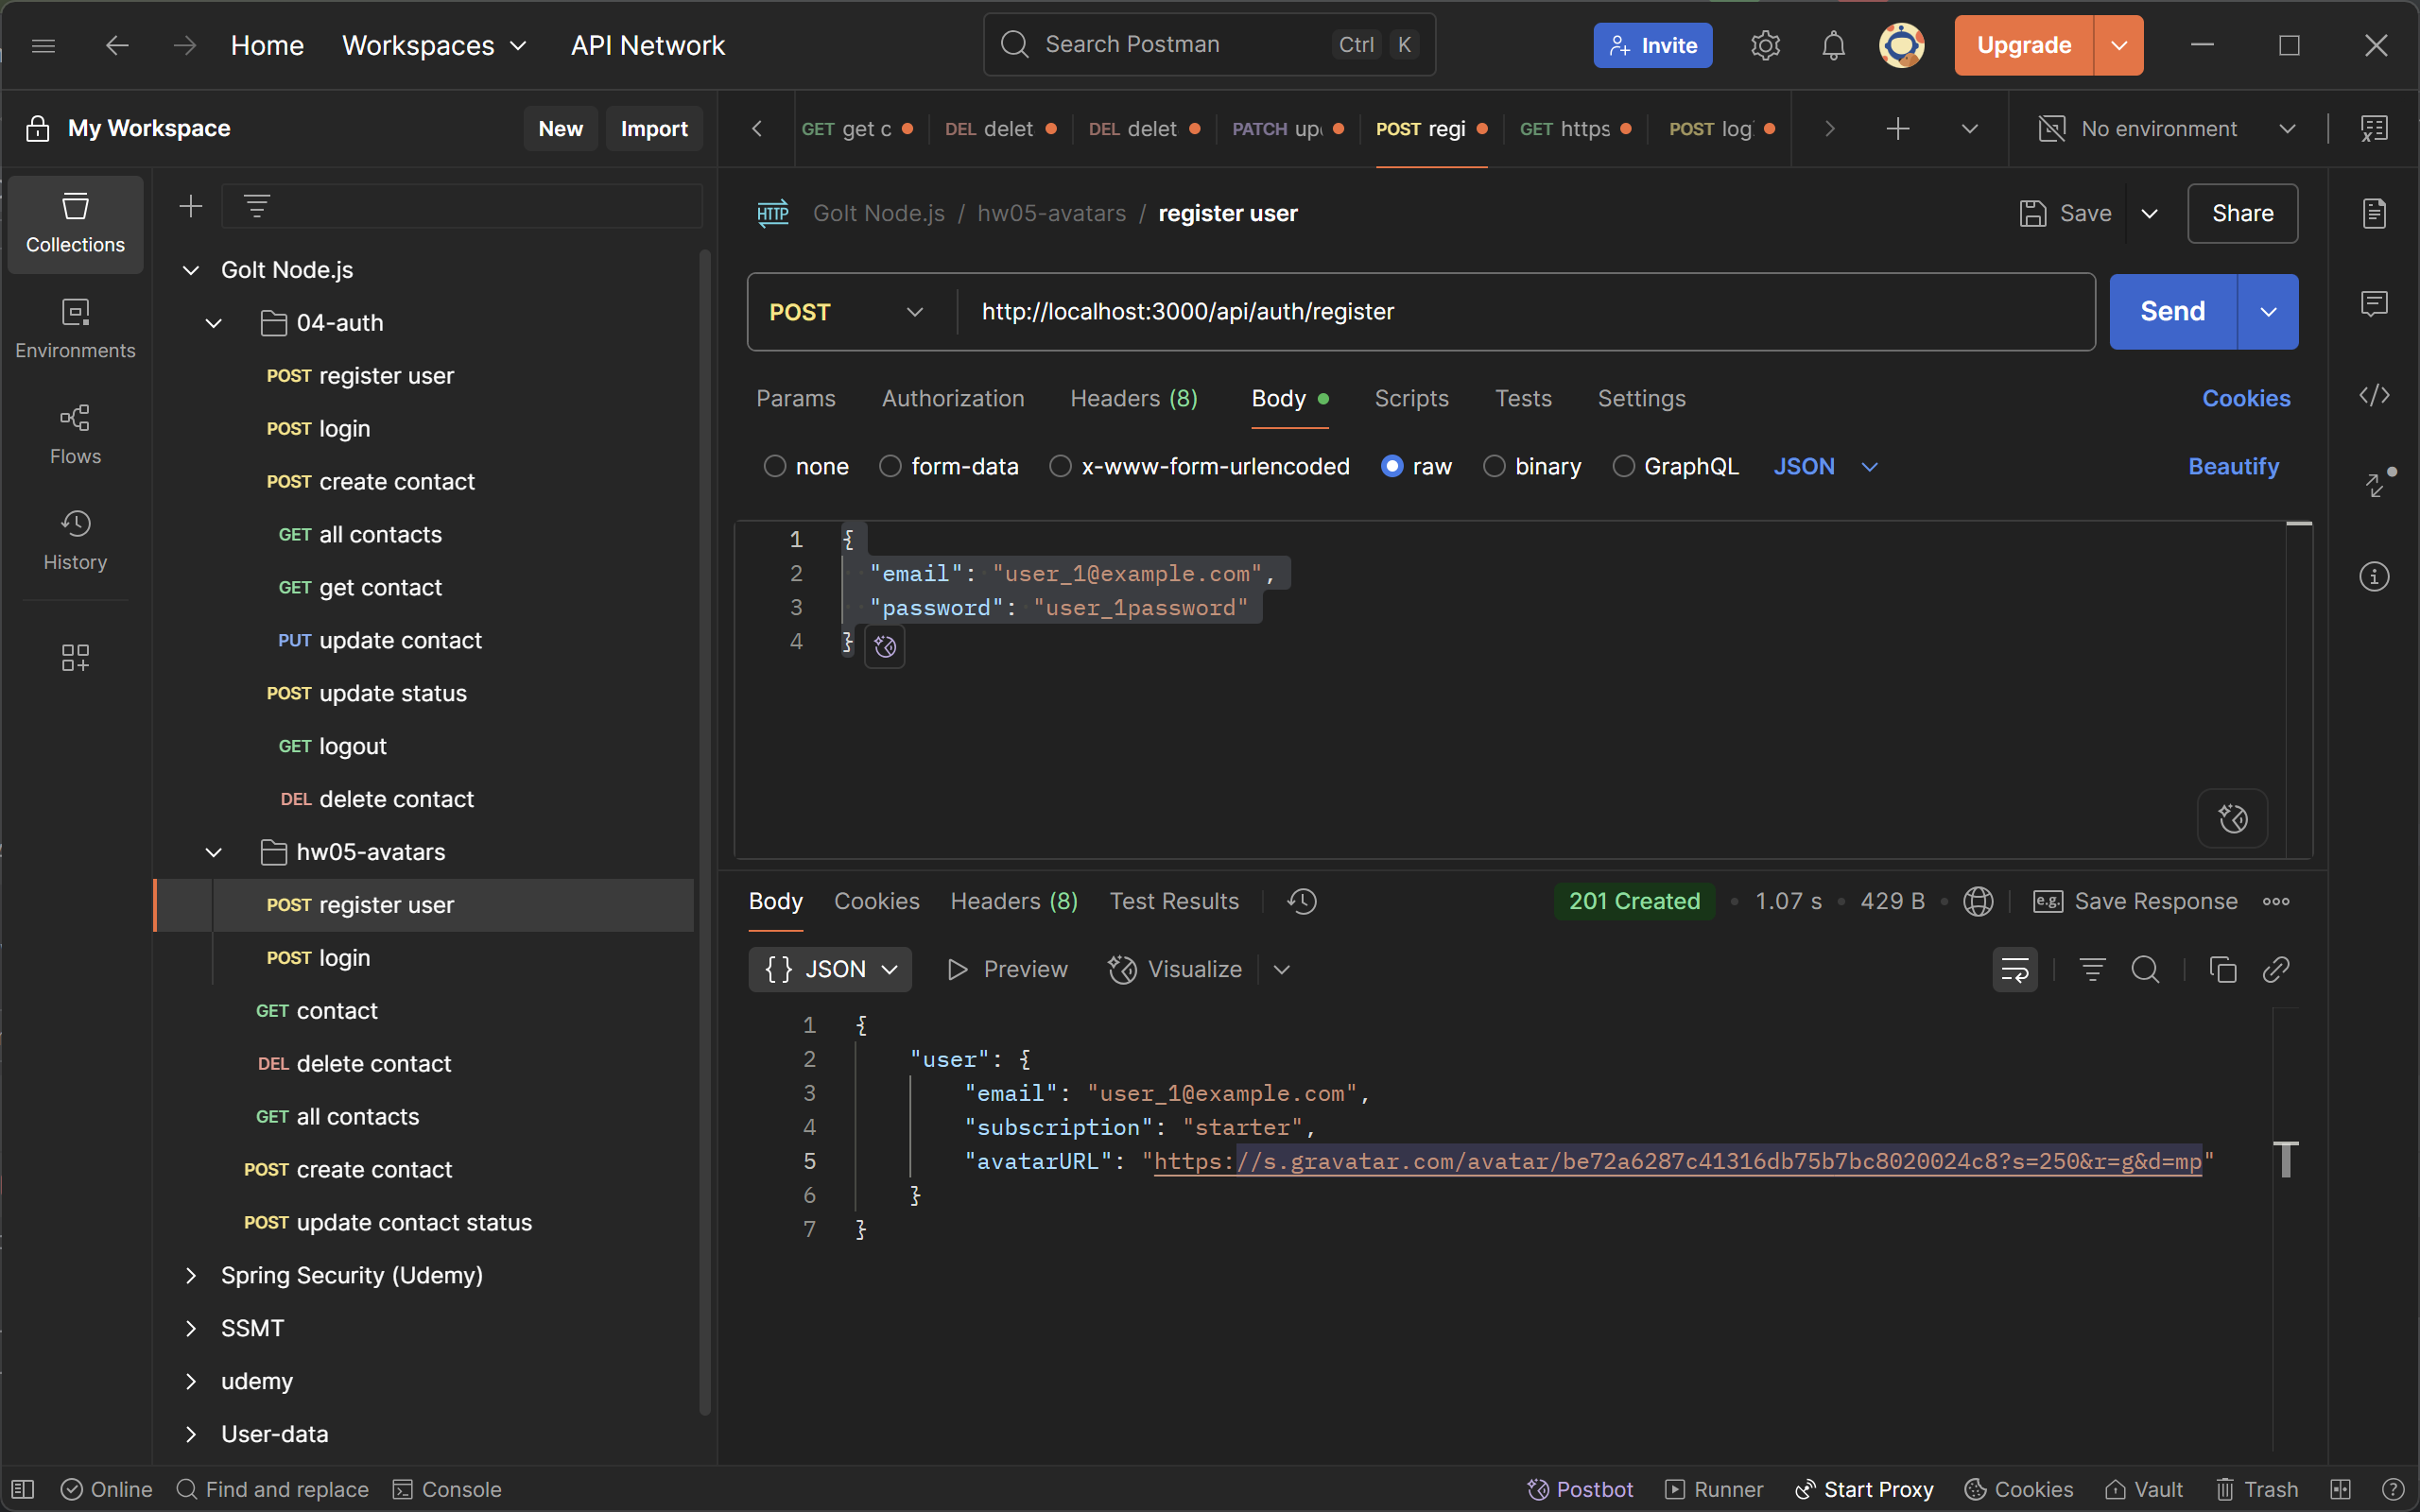 Home Workspaces API Network Search Postman Ctrl K Invite Upgrade
My Workspace New Import GET get c DEL delet DEL delet PATCH up POST regi GET https POST log No environment
Collections
Environments
Flows
History
GoIt Node.js
04-auth
POST register user
POST login
POST create contact
GET all contacts
GET get contact
PUT update contact
POST update status
GET logout
DEL delete contact
hw05-avatars
POST register user
POST login
GET contact
DEL delete contact
GET all contacts
POST create contact
POST update contact status
Spring Security (Udemy)
SSMT
udemy
User-data
HTTP GoIt Node.js / hw05-avatars / register user Save Share
POST http://localhost:3000/api/auth/register Send
Params Authorization Headers (8) Body Scripts Tests Settings Cookies
none form-data x-www-form-urlencoded raw binary GraphQL JSON Beautify
1 {
2 "email": "user_1@example.com",
3 "password": "user_1password"
4 }
Body Cookies Headers (8) Test Results 201 Created 1.07 s 429 B e.g. Save Response
{} JSON Preview Visualize
1 {
2 "user": {
3 "email": "user_1@example.com",
4 "subscription": "starter",
5 "avatarURL": "https://s.gravatar.com/avatar/be72a6287c41316db75b7bc8020024c8?s=250&r=g&d=mp"
6 }
7 }
Online Find and replace Console Postbot Runner Start Proxy Cookies Vault Trash